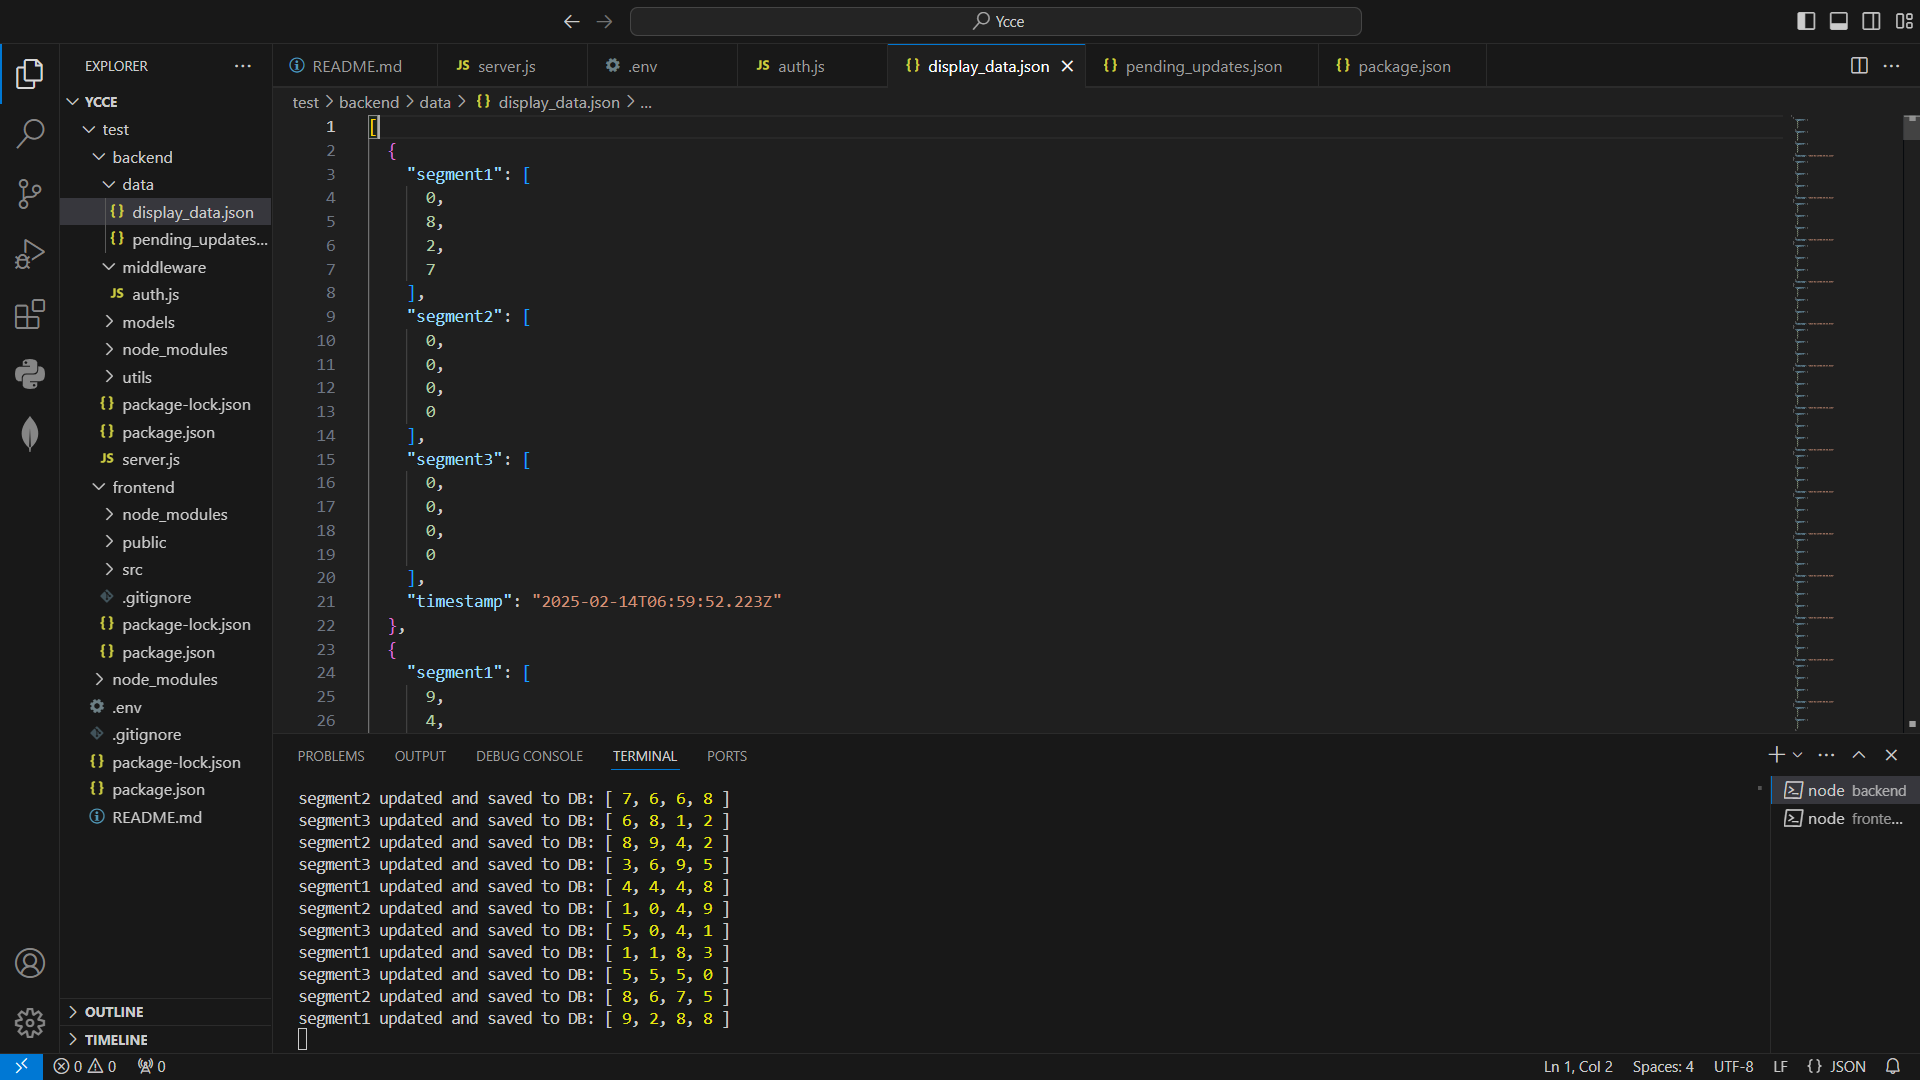 Ycce
EXPLORER
README.md
JS server.js
.env
JS auth.js
{} display_data.json
{} pending_updates.json
{} package.json
test > backend > data > {} display_data.json > ...
YCCE
test
backend
data
{} display_data.json
{} pending_updates...
middleware
JS auth.js
models
node_modules
utils
{} package-lock.json
{} package.json
JS server.js
frontend
node_modules
public
src
.gitignore
{} package-lock.json
{} package.json
node_modules
.env
.gitignore
{} package-lock.json
{} package.json
README.md
OUTLINE
TIMELINE
1 [
2 {
3 "segment1": [
4 0,
5 8,
6 2,
7 7
8 ],
9 "segment2": [
10 0,
11 0,
12 0,
13 0
14 ],
15 "segment3": [
16 0,
17 0,
18 0,
19 0
20 ],
21 "timestamp": "2025-02-14T06:59:52.223Z"
22 },
23 {
24 "segment1": [
25 9,
26 4,
PROBLEMS
OUTPUT
DEBUG CONSOLE
TERMINAL
PORTS
segment2 updated and saved to DB: [ 7, 6, 6, 8 ]
segment3 updated and saved to DB: [ 6, 8, 1, 2 ]
segment2 updated and saved to DB: [ 8, 9, 4, 2 ]
segment3 updated and saved to DB: [ 3, 6, 9, 5 ]
segment1 updated and saved to DB: [ 4, 4, 4, 8 ]
segment2 updated and saved to DB: [ 1, 0, 4, 9 ]
segment3 updated and saved to DB: [ 5, 0, 4, 1 ]
segment1 updated and saved to DB: [ 1, 1, 8, 3 ]
segment3 updated and saved to DB: [ 5, 5, 5, 0 ]
segment2 updated and saved to DB: [ 8, 6, 7, 5 ]
segment1 updated and saved to DB: [ 9, 2, 8, 8 ]
node backend
node fronte...
0 0 0
Ln 1, Col 2
Spaces: 4
UTF-8
LF
{} JSON